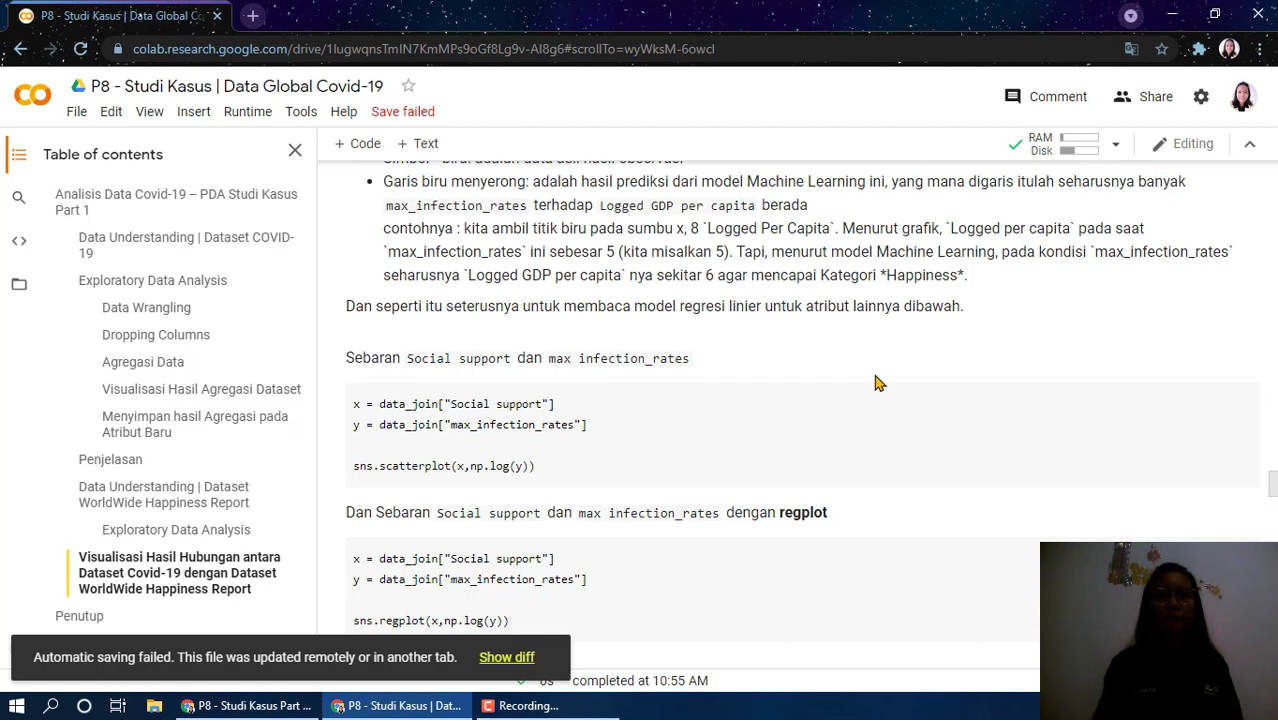 P8 - Studi Kasus | Data Global Co
colab.research.google.com/drive/1lugwqnsTmIN7KmMPs9oGf8Lg9v-AI8g6#scrollTo=wyWksM-6owcl
P8 - Studi Kasus | Data Global Covid-19
File Edit View Insert Runtime Tools Help Save failed
Comment Share
+ Code + Text
RAM
Disk
Editing
Table of contents
Analisis Data Covid-19 – PDA Studi Kasus
Part 1
Data Understanding | Dataset COVID-
19
Exploratory Data Analysis
Data Wrangling
Dropping Columns
Agregasi Data
Visualisasi Hasil Agregasi Dataset
Menyimpan hasil Agregasi pada
Atribut Baru
Penjelasan
Data Understanding | Dataset
WorldWide Happiness Report
Exploratory Data Analysis
Visualisasi Hasil Hubungan antara
Dataset Covid-19 dengan Dataset
WorldWide Happiness Report
Penutup
Garis biru menyerong: adalah hasil prediksi dari model Machine Learning ini, yang mana digaris itulah seharusnya banyak
max_infection_rates terhadap Logged GDP per capita berada
contohnya : kita ambil titik biru pada sumbu x, 8 `Logged Per Capita`. Menurut grafik, `Logged per capita` pada saat
`max_infection_rates` ini sebesar 5 (kita misalkan 5). Tapi, menurut model Machine Learning, pada kondisi `max_infection_rates`
seharusnya `Logged GDP per capita` nya sekitar 6 agar mencapai Kategori *Happiness*.
Dan seperti itu seterusnya untuk membaca model regresi linier untuk atribut lainnya dibawah.
Sebaran Social support dan max infection_rates
x = data_join["Social support"]
y = data_join["max_infection_rates"]
sns.scatterplot(x,np.log(y))
Dan Sebaran Social support dan max infection_rates dengan regplot
x = data_join["Social support"]
y = data_join["max_infection_rates"]
sns.regplot(x,np.log(y))
Automatic saving failed. This file was updated remotely or in another tab. Show diff
0s completed at 10:55 AM
P8 - Studi Kasus Part ...
P8 - Studi Kasus | Dat...
Recording...